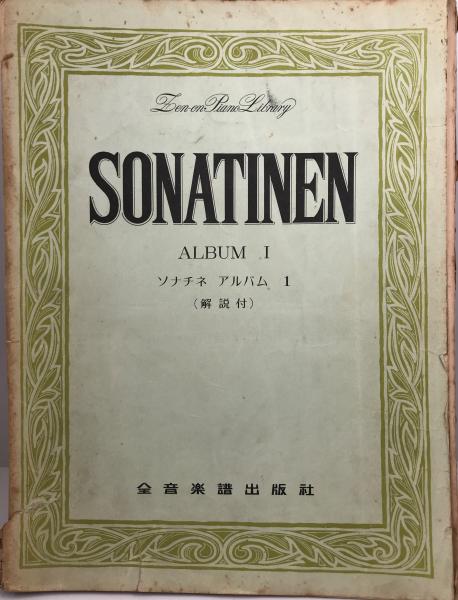 Zen-on Piano Library
SONATINEN
ALBUM I
ソナチネ アルバム 1
(解説付)
全音楽譜出版社